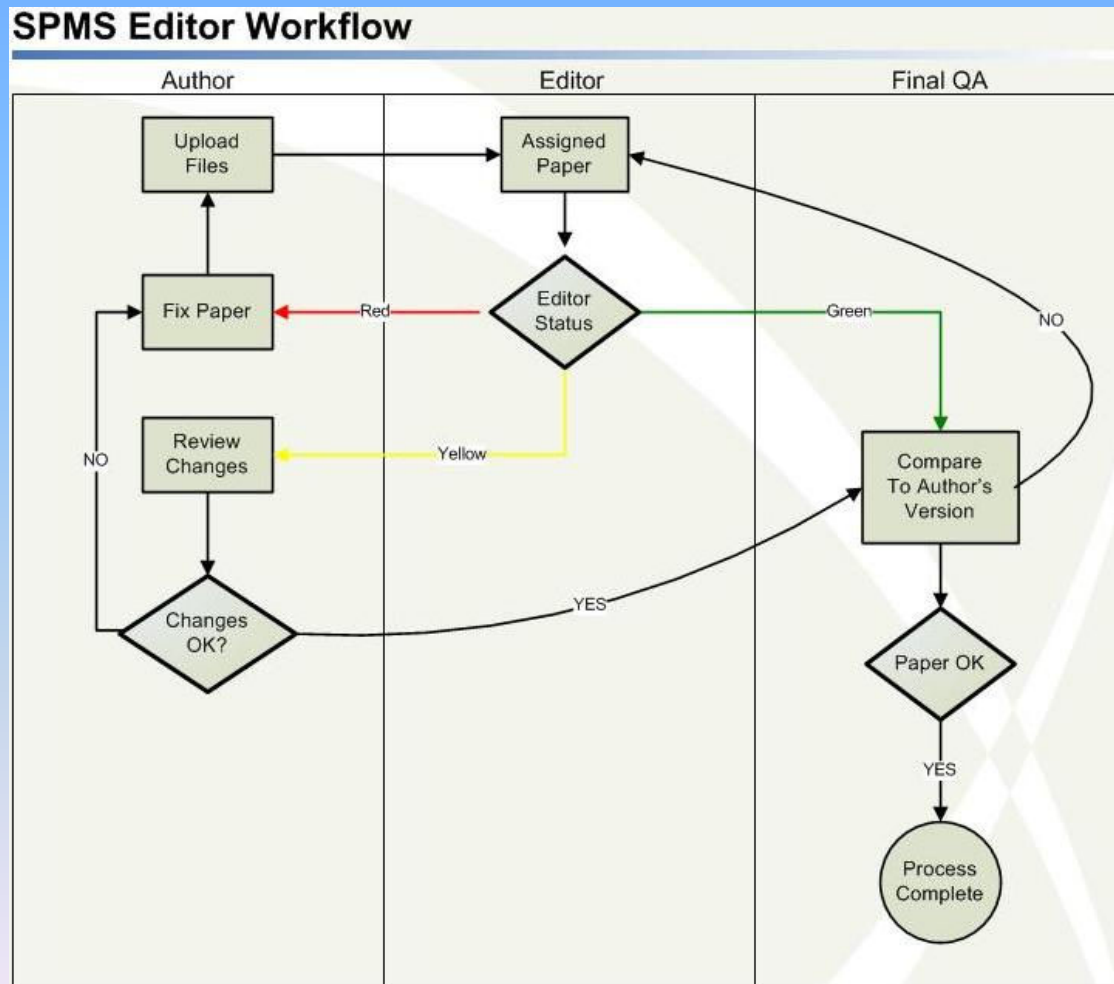 SPMS Editor Workflow
Author
Editor
Final QA
Upload
Files
Assigned
Paper
Fix Paper
Red
Editor
Status
Green
NO
Review
Changes
Yellow
NO
Compare
To Author's
Version
Changes
OK?
YES
Paper OK
YES
Process
Complete